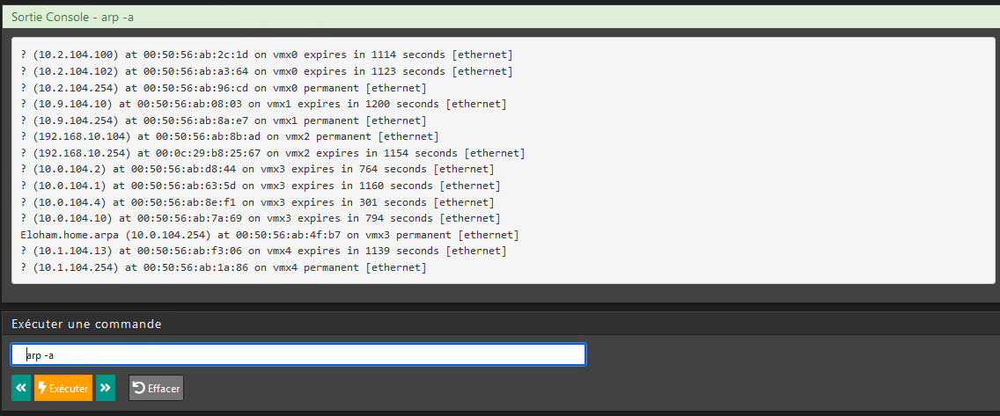 Sortie Console - arp -a
? (10.2.104.100) at 00:50:56:ab:2c:1d on vmx0 expires in 1114 seconds [ethernet]
? (10.2.104.102) at 00:50:56:ab:a3:64 on vmx0 expires in 1123 seconds [ethernet]
? (10.2.104.254) at 00:50:56:ab:96:cd on vmx0 permanent [ethernet]
? (10.9.104.10) at 00:50:56:ab:08:03 on vmx1 expires in 1200 seconds [ethernet]
? (10.9.104.254) at 00:50:56:ab:8a:e7 on vmx1 permanent [ethernet]
? (192.168.10.104) at 00:50:56:ab:8b:ad on vmx2 permanent [ethernet]
? (192.168.10.254) at 00:0c:29:b8:25:67 on vmx2 expires in 1154 seconds [ethernet]
? (10.0.104.2) at 00:50:56:ab:d8:44 on vmx3 expires in 764 seconds [ethernet]
? (10.0.104.1) at 00:50:56:ab:63:5d on vmx3 expires in 1160 seconds [ethernet]
? (10.0.104.4) at 00:50:56:ab:8e:f1 on vmx3 expires in 301 seconds [ethernet]
? (10.0.104.10) at 00:50:56:ab:7a:69 on vmx3 expires in 794 seconds [ethernet]
Eloham.home.arpa (10.0.104.254) at 00:50:56:ab:4f:b7 on vmx3 permanent [ethernet]
? (10.1.104.13) at 00:50:56:ab:f3:06 on vmx4 expires in 1139 seconds [ethernet]
? (10.1.104.254) at 00:50:56:ab:1a:86 on vmx4 permanent [ethernet]
Exécuter une commande
arp -a
Exécuter Effacer